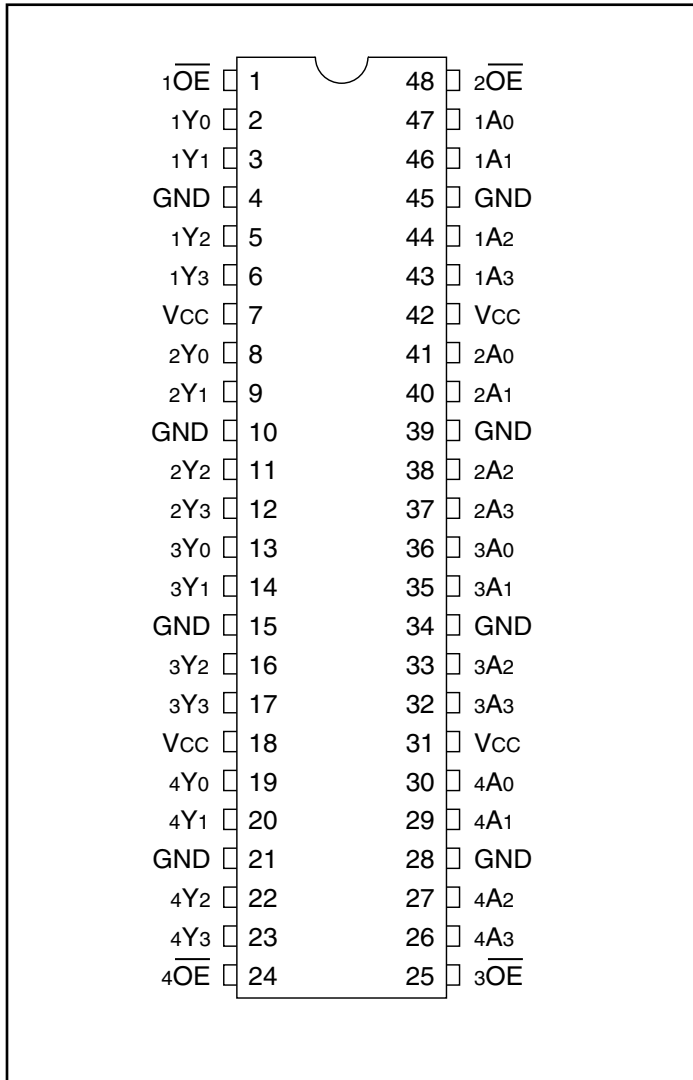 1OE 1 48 2OE
1Y0 2 47 1A0
1Y1 3 46 1A1
GND 4 45 GND
1Y2 5 44 1A2
1Y3 6 43 1A3
VCC 7 42 VCC
2Y0 8 41 2A0
2Y1 9 40 2A1
GND 10 39 GND
2Y2 11 38 2A2
2Y3 12 37 2A3
3Y0 13 36 3A0
3Y1 14 35 3A1
GND 15 34 GND
3Y2 16 33 3A2
3Y3 17 32 3A3
VCC 18 31 VCC
4Y0 19 30 4A0
4Y1 20 29 4A1
GND 21 28 GND
4Y2 22 27 4A2
4Y3 23 26 4A3
4OE 24 25 3OE